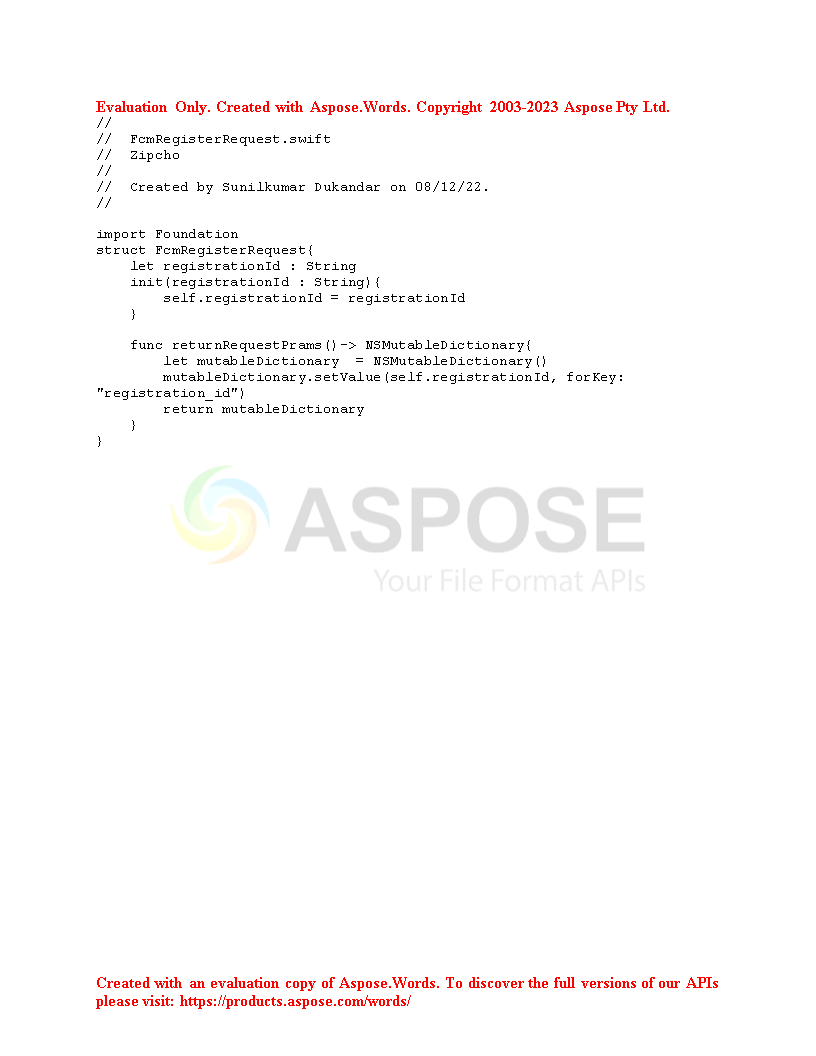 Evaluation Only. Created with Aspose.Words. Copyright 2003-2023 Aspose Pty Ltd.
//
//  FcmRegisterRequest.swift
//  Zipcho
//
//  Created by Sunilkumar Dukandar on 08/12/22.
//
import Foundation
struct FcmRegisterRequest{
    let registrationId : String
    init(registrationId : String){
        self.registrationId = registrationId
    }
    func returnRequestPrams()-> NSMutableDictionary{
        let mutableDictionary  = NSMutableDictionary()
        mutableDictionary.setValue(self.registrationId, forKey:
"registration_id")
        return mutableDictionary
    }
}
ASPOSE
Your File Format APIs
Created with an evaluation copy of Aspose.Words. To discover the full versions of our APIs
please visit: https://products.aspose.com/words/